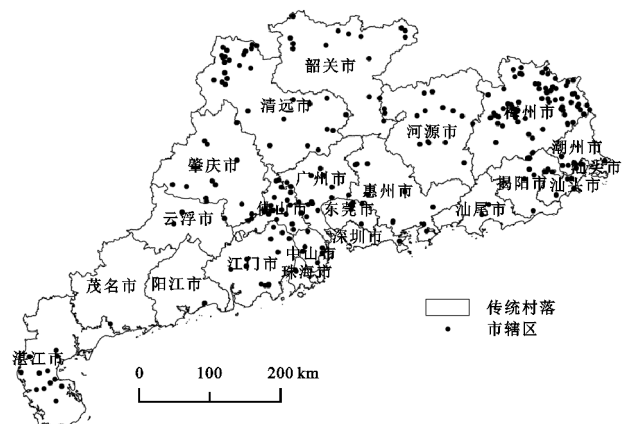 韶关市
清远市
梅州市
河源市
潮州市
肇庆市
汕头市
广州市
揭阳市
汕头市
惠州市
佛山市
东莞市
汕尾市
云浮市
深圳市
中山市
江门市
珠海市
茂名市
阳江市
传统村落
市辖区
湛江市
0 100 200 km